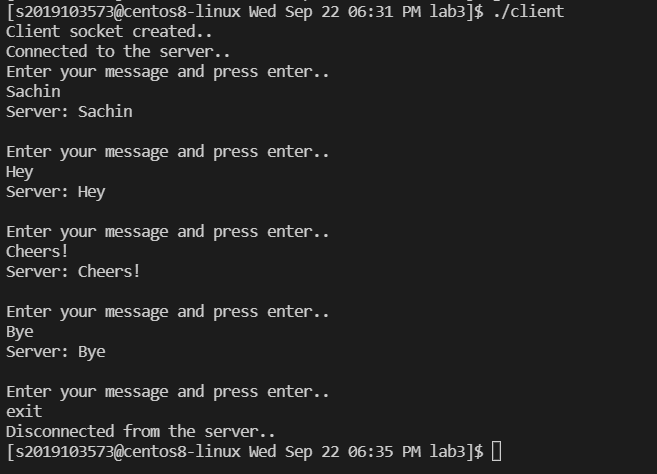 [s2019103573@centos8-linux Wed Sep 22 06:31 PM lab3]$ ./client
Client socket created..
Connected to the server..
Enter your message and press enter..
Sachin
Server: Sachin

Enter your message and press enter..
Hey
Server: Hey

Enter your message and press enter..
Cheers!
Server: Cheers!

Enter your message and press enter..
Bye
Server: Bye

Enter your message and press enter..
exit
Disconnected from the server..
[s2019103573@centos8-linux Wed Sep 22 06:35 PM lab3]$